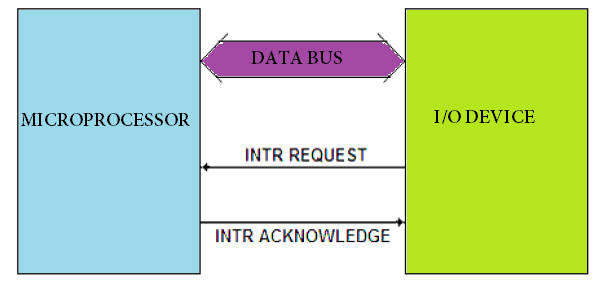 DATA BUS
MICROPROCESSOR
I/O DEVICE
INTR REQUEST
INTR ACKNOWLEDGE